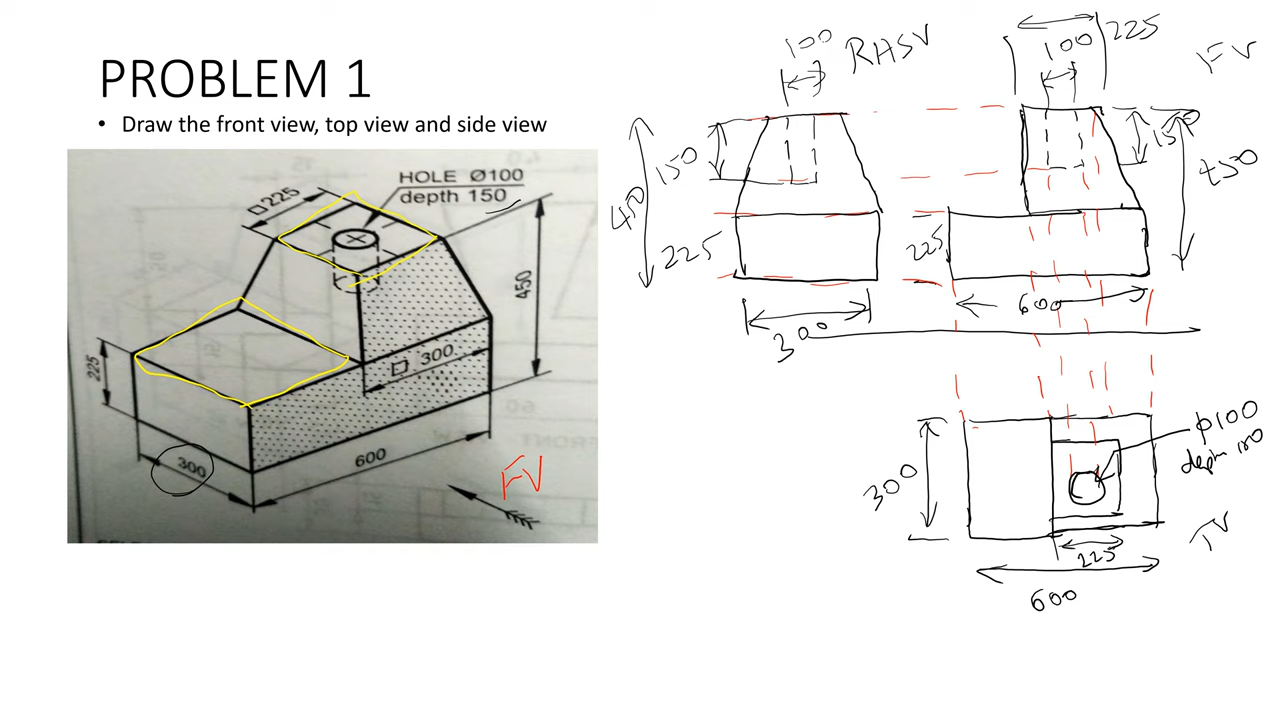 PROBLEM 1
• Draw the front view, top view and side view
HOLE Ø100
depth 150
□225
450
225
□ 300
300
600
FV
100
RHSV
150
450
225
300
225
100
FV
150
450
225
600
300
φ100
depth 150
225
TV
600